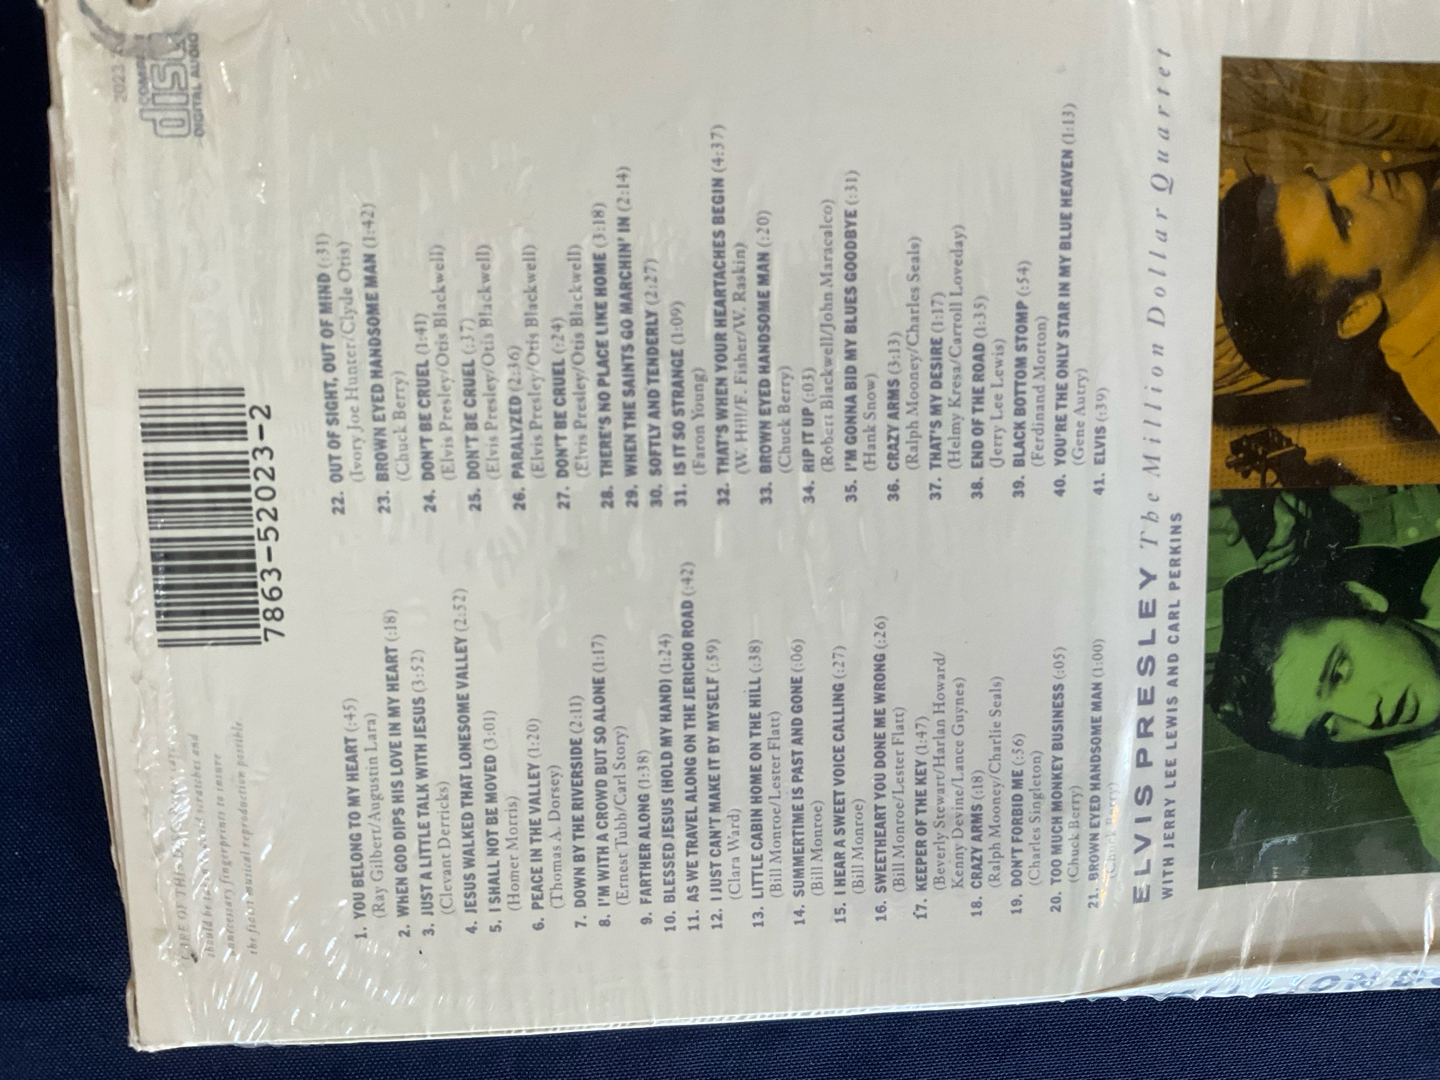 2023
COMPACT
disc
DIGITAL AUDIO
7863-52023-2
should be taken scratches and
unnecessary fingerprints to insure
the finest musical reproduction possible.
1. YOU BELONG TO MY HEART (:45)
(Ray Gilbert/Augustin Lara)
2. WHEN GOD DIPS HIS LOVE IN MY HEART (:18)
3. JUST A LITTLE TALK WITH JESUS (3:52)
(Clevant Derricks)
4. JESUS WALKED THAT LONESOME VALLEY (2:52)
5. I SHALL NOT BE MOVED (3:01)
(Homer Morris)
6. PEACE IN THE VALLEY (1:20)
(Thomas A. Dorsey)
7. DOWN BY THE RIVERSIDE (2:11)
8. I'M WITH A CROWD BUT SO ALONE (1:17)
(Ernest Tubb/Carl Story)
9. FARTHER ALONG (1:38)
10. BLESSED JESUS (HOLD MY HAND) (1:24)
11. AS WE TRAVEL ALONG ON THE JERICHO ROAD (:42)
12. I JUST CAN'T MAKE IT BY MYSELF (:59)
(Clara Ward)
13. LITTLE CABIN HOME ON THE HILL (:38)
(Bill Monroe/Lester Flatt)
14. SUMMERTIME IS PAST AND GONE (:06)
(Bill Monroe)
15. I HEAR A SWEET VOICE CALLING (:27)
(Bill Monroe)
16. SWEETHEART YOU DONE ME WRONG (:26)
(Bill Monroe/Lester Flatt)
17. KEEPER OF THE KEY (1:47)
(Beverly Stewart/Harlan Howard/
Kenny Devine/Lance Guynes)
18. CRAZY ARMS (:18)
(Ralph Mooney/Charlie Seals)
19. DON'T FORBID ME (:56)
(Charles Singleton)
20. TOO MUCH MONKEY BUSINESS (:05)
(Chuck Berry)
21. BROWN EYED HANDSOME MAN (1:00)
(Chuck Berry)
22. OUT OF SIGHT, OUT OF MIND (:31)
(Ivory Joe Hunter/Clyde Otis)
23. BROWN EYED HANDSOME MAN (1:42)
(Chuck Berry)
24. DON'T BE CRUEL (1:41)
(Elvis Presley/Otis Blackwell)
25. DON'T BE CRUEL (:37)
(Elvis Presley/Otis Blackwell)
26. PARALYZED (2:36)
(Elvis Presley/Otis Blackwell)
27. DON'T BE CRUEL (:24)
(Elvis Presley/Otis Blackwell)
28. THERE'S NO PLACE LIKE HOME (3:18)
29. WHEN THE SAINTS GO MARCHIN' IN (2:14)
30. SOFTLY AND TENDERLY (2:27)
31. IS IT SO STRANGE (1:09)
(Faron Young)
32. THAT'S WHEN YOUR HEARTACHES BEGIN (4:37)
(W. Hill/F. Fisher/W. Raskin)
33. BROWN EYED HANDSOME MAN (:20)
(Chuck Berry)
34. RIP IT UP (:03)
(Robert Blackwell/John Maracalco)
35. I'M GONNA BID MY BLUES GOODBYE (:31)
(Hank Snow)
36. CRAZY ARMS (3:13)
(Ralph Mooney/Charles Seals)
37. THAT'S MY DESIRE (1:17)
(Helmy Kresa/Carroll Loveday)
38. END OF THE ROAD (1:35)
(Jerry Lee Lewis)
39. BLACK BOTTOM STOMP (:54)
(Ferdinand Morton)
40. YOU'RE THE ONLY STAR IN MY BLUE HEAVEN (1:13)
(Gene Autry)
41. ELVIS (:39)
ELVIS PRESLEY The Million Dollar Quartet
WITH JERRY LEE LEWIS AND CARL PERKINS